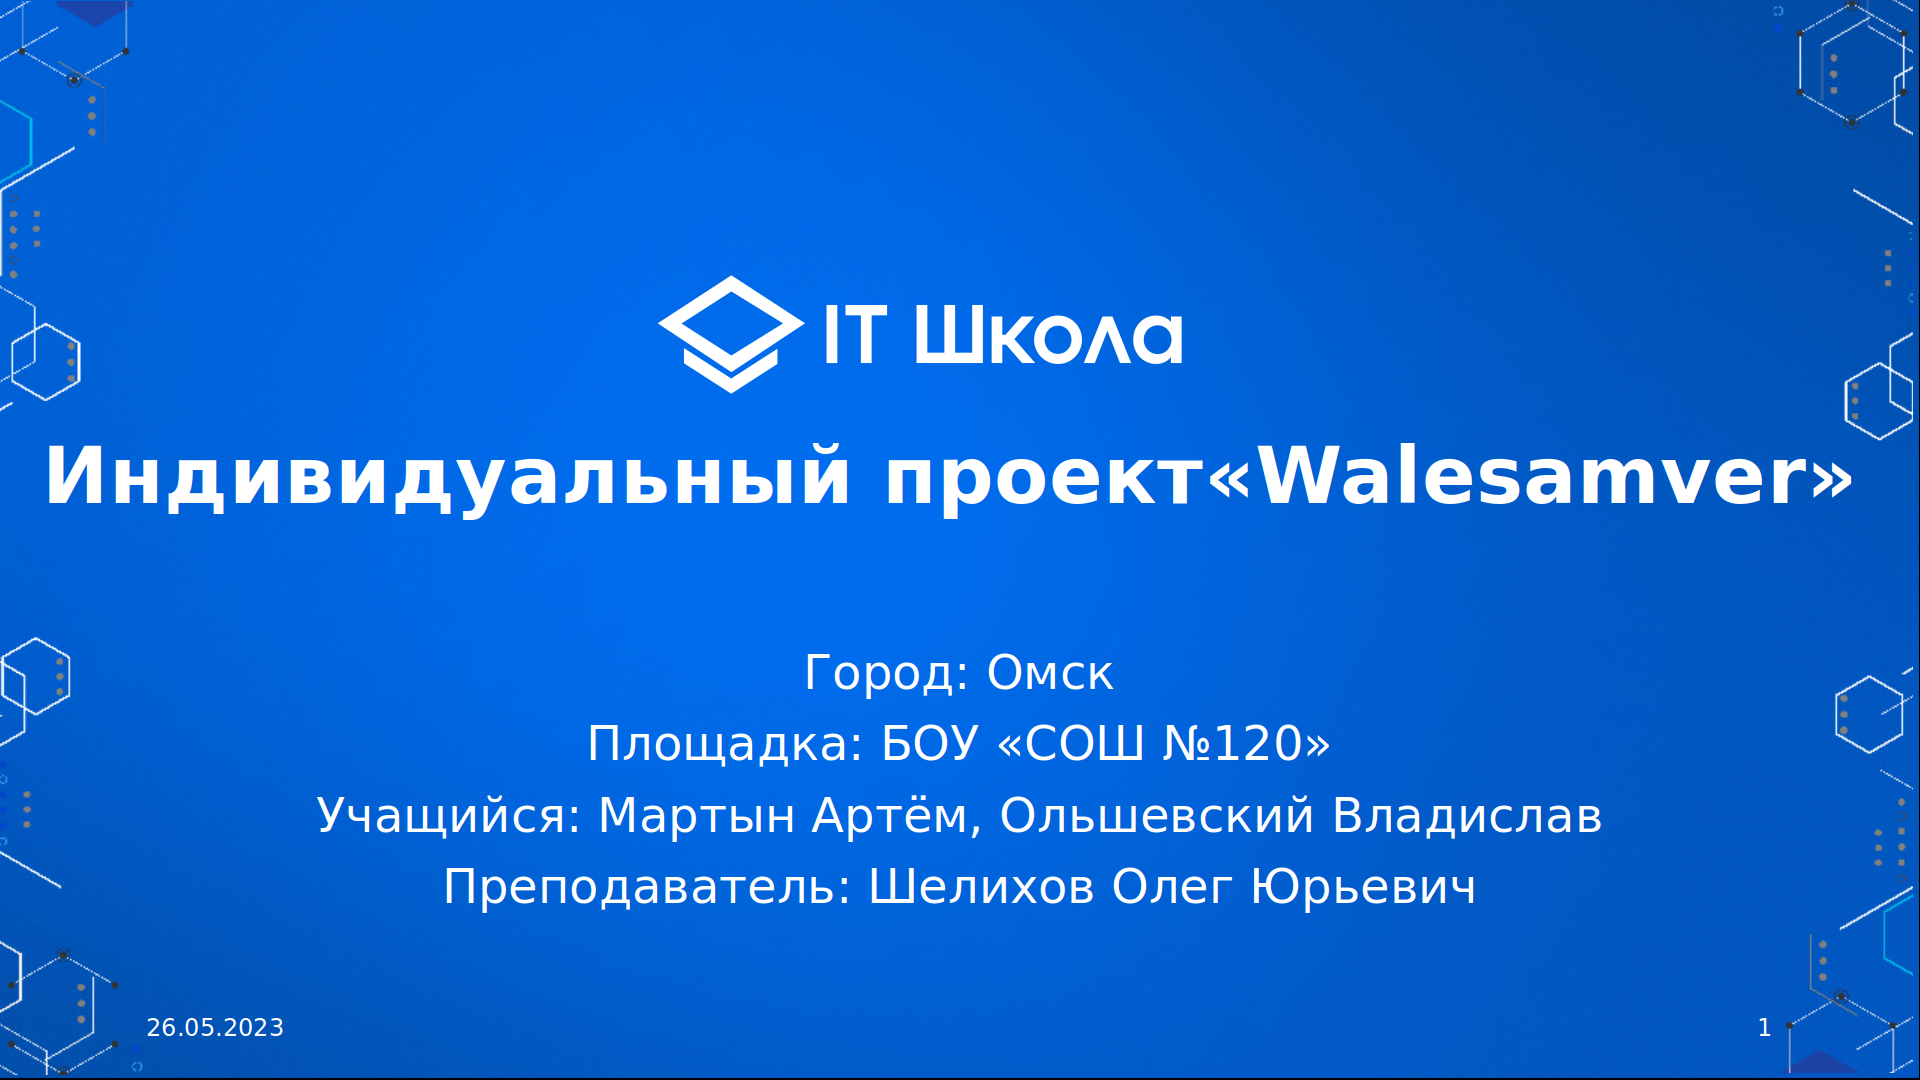 IT Школа
Индивидуальный проект«Walesamver»
Город: Омск
Площадка: БОУ «СОШ №120»
Учащийся: Мартын Артём, Ольшевский Владислав
Преподаватель: Шелихов Олег Юрьевич
26.05.2023
1